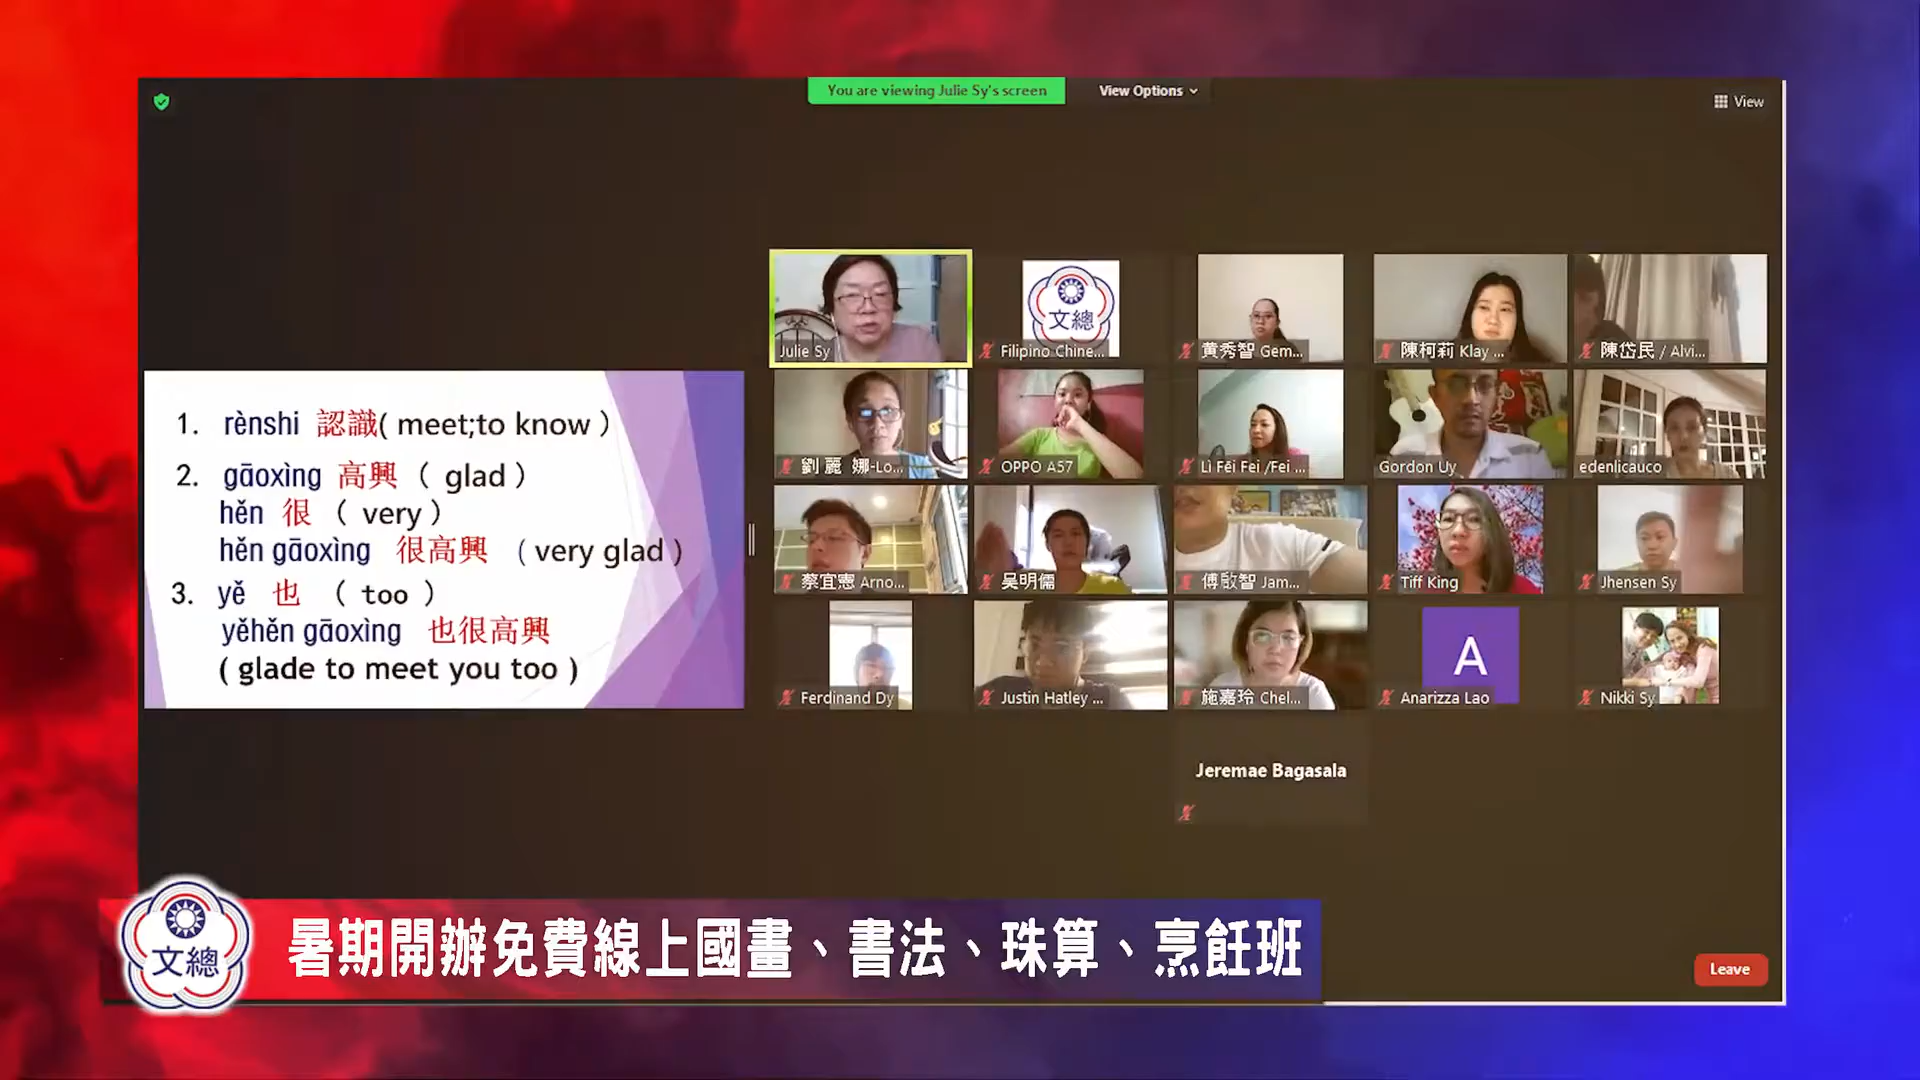 You are viewing Julie Sy's screen
View Options
View
1. rènshi 認識( meet;to know )
2. gāoxìng 高興 ( glad )
hěn 很 ( very )
hěn gāoxìng 很高興 ( very glad )
3. yě 也 ( too )
yěhěn gāoxìng 也很高興
( glade to meet you too )
Julie Sy
文總
Filipino Chine...
黄秀智 Gem...
陳柯莉 Klay ...
陳岱民 / Alvi...
劉 麗 娜-Lo...
OPPO A57
Lì Fēi Fei /Fei ...
Gordon Uy
edenlicauco
蔡宜憲 Arno...
吴明儒
傅啟智 Jam...
Tiff King
Jhensen Sy
Ferdinand Dy
Justin Hatley ...
施嘉玲 Chel...
A
Anarizza Lao
Nikki Sy
Jeremae Bagasala
文總
暑期開辦免費線上國畫、書法、珠算、烹飪班
Leave